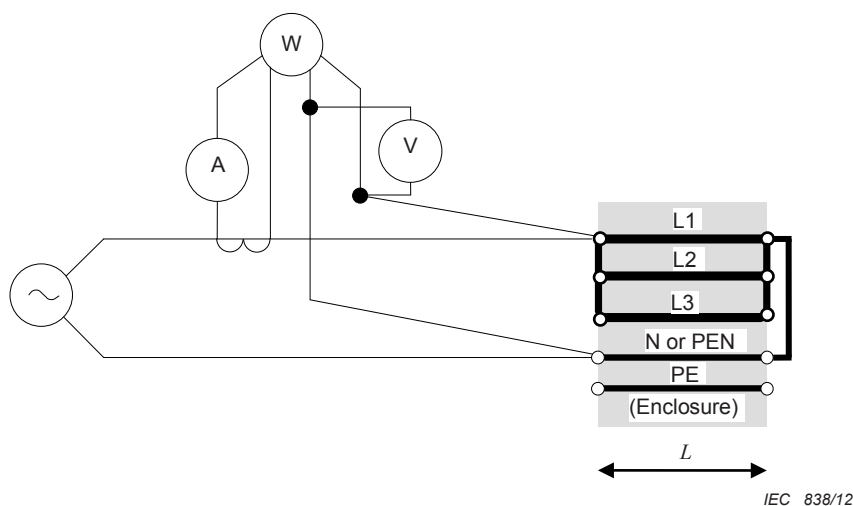 W
A
V
L1
L2
L3
N or PEN
PE
(Enclosure)
L
IEC 838/12